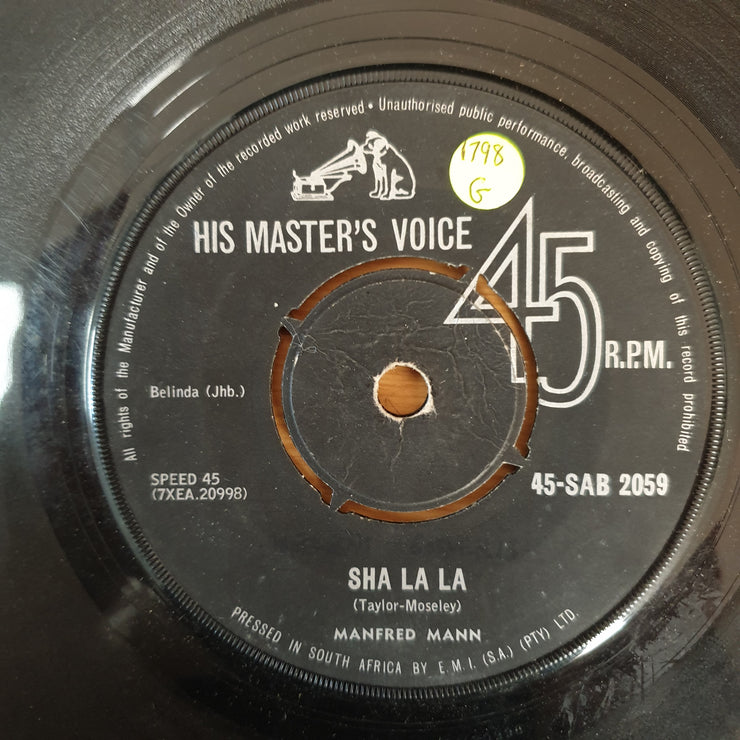 All rights of the Manufacturer and of the Owner of the recorded work reserved • Unauthorised public performance, broadcasting and copying of this record prohibited
1798
G
HIS MASTER'S VOICE
45
R.P.M.
Belinda (Jhb.)
SPEED 45
(7XEA.20998)
45-SAB 2059
SHA LA LA
(Taylor-Moseley)
MANFRED MANN
PRESSED IN SOUTH AFRICA BY E.M.I. (S.A.) (PTY) LTD.